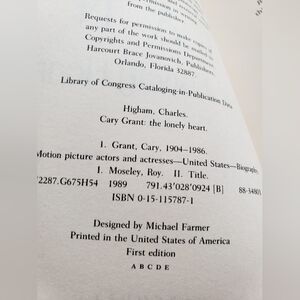 from the publisher.
Requests for permission to make copies of
any part of the work should be mailed to:
Copyrights and Permissions Department,
Harcourt Brace Jovanovich, Publishers,
Orlando, Florida 32887.
Library of Congress Cataloging-in-Publication Data
Higham, Charles.
Cary Grant: the lonely heart.
1. Grant, Cary, 1904–1986.
Motion picture actors and actresses—United States—Biography.
I. Moseley, Roy. II. Title.
2287.G675H54 1989 791.43'028'0924 [B] 88-3480
ISBN 0-15-115787-1
Designed by Michael Farmer
Printed in the United States of America
First edition
A B C D E